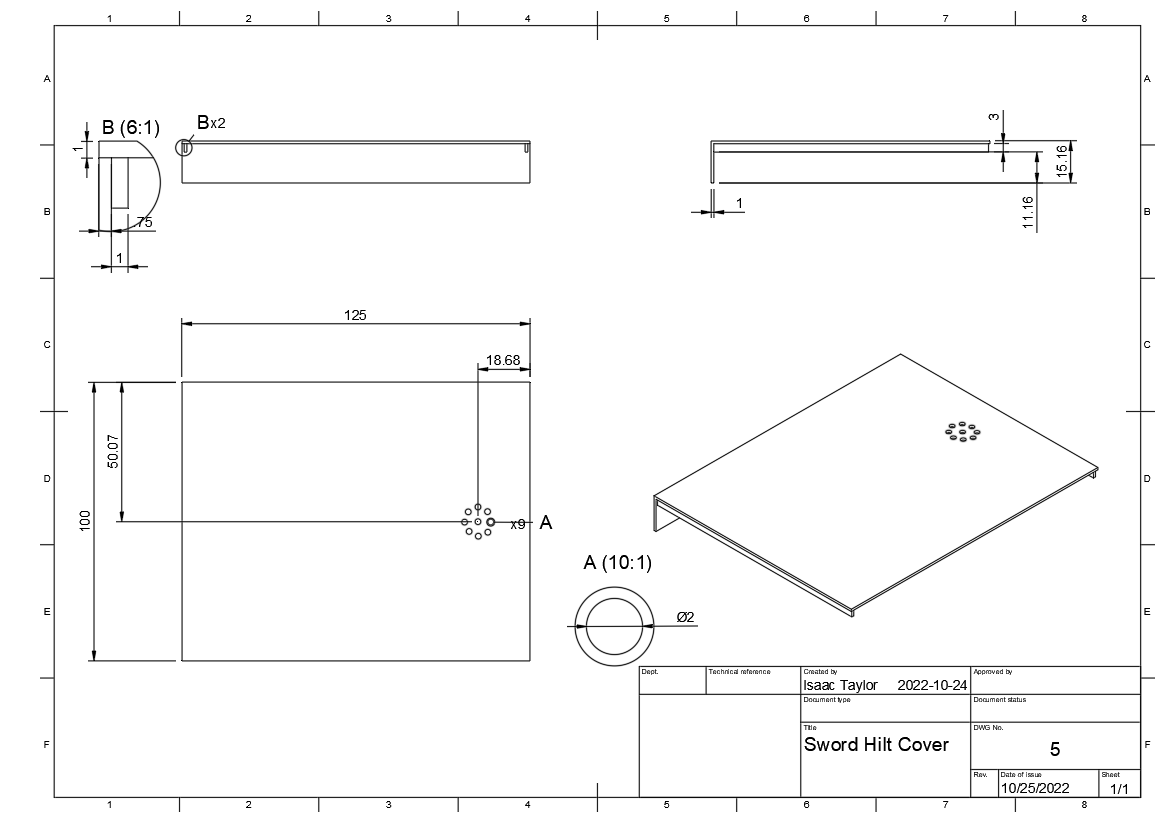 1 2 3 4 5 6 7 8
A A
B (6:1)
Bx2
1
.75
1
3
15.16
11.16
1
B B
125
18.68
C C
50.07
100
x9 A
D D
A (10:1)
Ø2
E E
Dept. Technical reference Created by Approved by
Isaac Taylor 2022-10-24
Document type Document status
Title DWG No.
Sword Hilt Cover 5
F F
Rev. Date of issue Sheet
10/25/2022 1/1
1 2 3 4 5 6 7 8